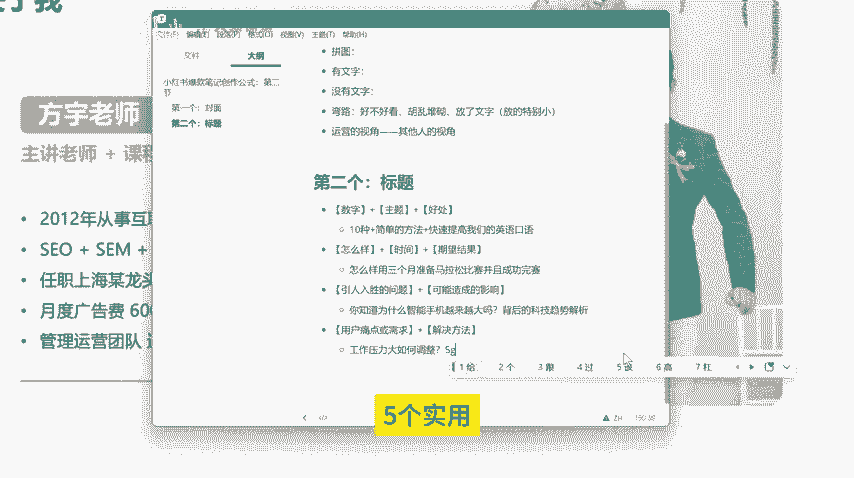 方宇老师
主讲老师 + 课程
• 2012年从事互联
• SEO + SEM +
• 任职上海某龙头
• 月度广告费 600
• 管理运营团队
文件(F) 编辑(E) 段落(P) 格式(O) 视图(V) 主题(T) 帮助(H)
文件 大纲
小红书爆款笔记创作公式：第二节
第一个：封面
第二个：标题
• 拼图：
• 有文字：
• 没有文字：
• 弯路：好不好看、胡乱堆砌、放了文字（放的特别小）
• 运营的视角——其他人的视角
第二个：标题
• 【数字】+【主题】+【好处】
◦ 10种+简单的方法+快速提高我们的英语口语
• 【怎么样】+【时间】+【期望结果】
◦ 怎么样用三个月准备马拉松比赛并且成功完赛
• 【引人入胜的问题】+【可能造成的影响】
◦ 你知道为什么智能手机越来越大吗？背后的科技趋势解析
• 【用户痛点或需求】+【解决方法】
◦ 工作压力大如何调整？5g
1 给 2 个 3 跟 4 过 6 高 7 杠
5个实用